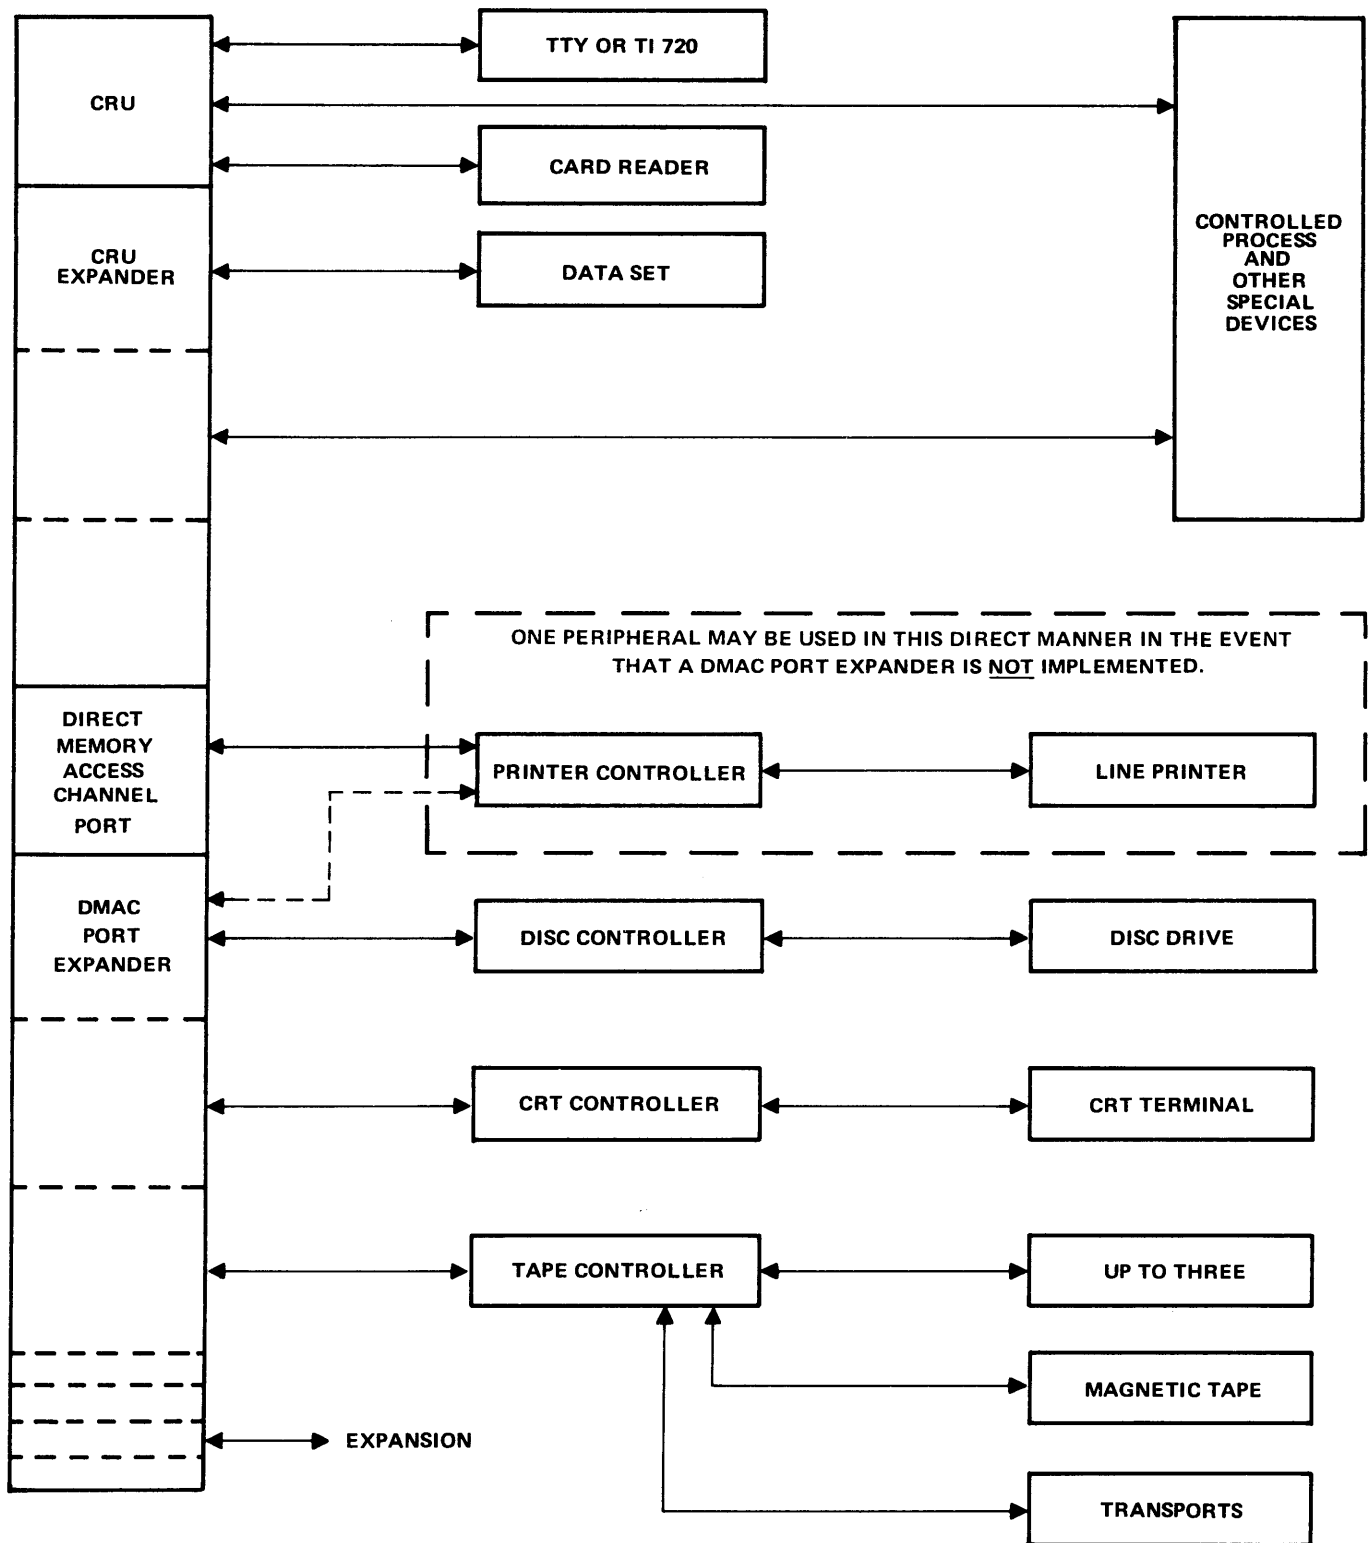 TTY OR TI 720
CRU
CARD READER
CRU
EXPANDER
DATA SET
CONTROLLED
PROCESS
AND
OTHER
SPECIAL
DEVICES
ONE PERIPHERAL MAY BE USED IN THIS DIRECT MANNER IN THE EVENT
THAT A DMAC PORT EXPANDER IS NOT IMPLEMENTED.
DIRECT
MEMORY
ACCESS
CHANNEL
PORT
PRINTER CONTROLLER
LINE PRINTER
DMAC
PORT
EXPANDER
DISC CONTROLLER
DISC DRIVE
CRT CONTROLLER
CRT TERMINAL
TAPE CONTROLLER
UP TO THREE
MAGNETIC TAPE
EXPANSION
TRANSPORTS